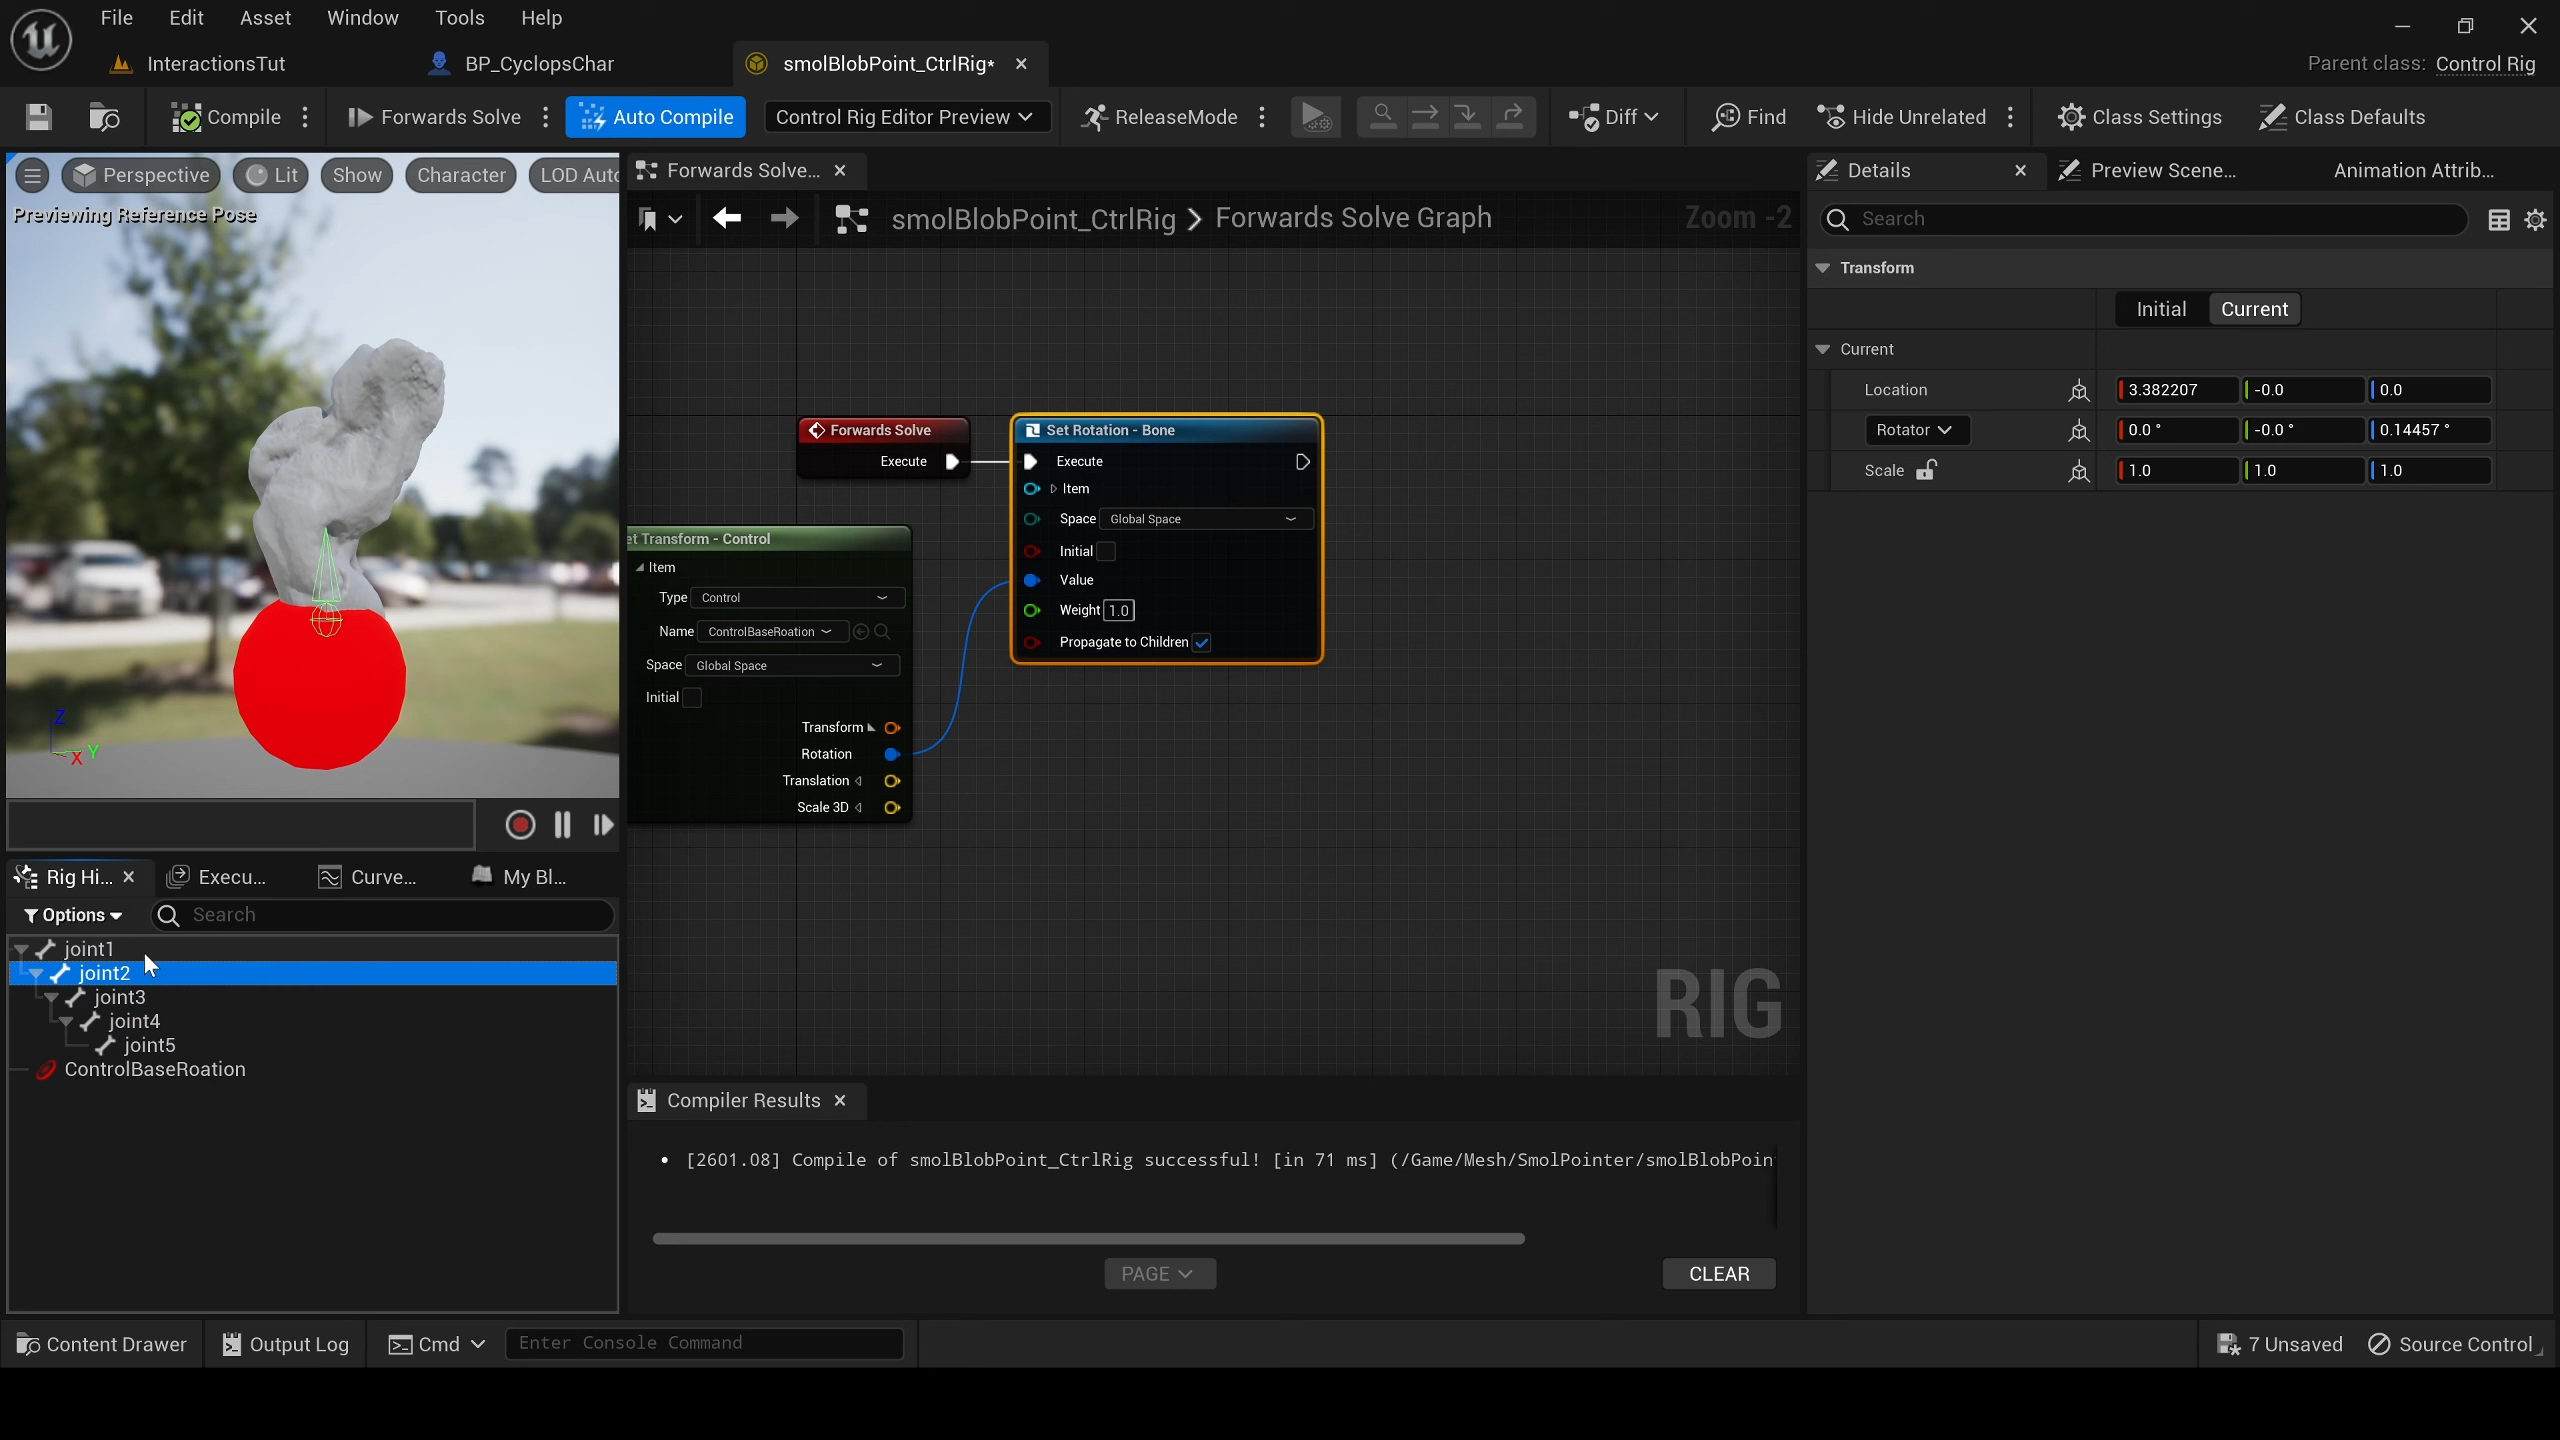 File Edit Asset Window Tools Help
InteractionsTut BP_CyclopsChar smolBlobPoint_CtrlRig* Parent class: Control Rig
Compile Forwards Solve Auto Compile Control Rig Editor Preview ReleaseMode Diff Find Hide Unrelated Class Settings Class Defaults
Perspective Lit Show Character LOD Auto
Previewing Reference Pose
Z
Y
X
Forwards Solve...
smolBlobPoint_CtrlRig > Forwards Solve Graph Zoom -2
Forwards Solve
Execute
Set Rotation - Bone
Execute
Item
Space Global Space
Initial
Value
Weight 1.0
Propagate to Children
et Transform - Control
Item
Type Control
Name ControlBaseRoation
Space Global Space
Initial
Transform
Rotation
Translation
Scale 3D
RIG
Details Preview Scene... Animation Attrib...
Search
Transform
Initial Current
Current
Location 3.382207 -0.0 0.0
Rotator 0.0 ° -0.0 ° 0.14457 °
Scale 1.0 1.0 1.0
Rig Hi... Execu... Curve... My Bl...
Options Search
joint1
joint2
joint3
joint4
joint5
ControlBaseRoation
Compiler Results
• [2601.08] Compile of smolBlobPoint_CtrlRig successful! [in 71 ms] (/Game/Mesh/SmolPointer/smolBlobPoin
PAGE CLEAR
Content Drawer Output Log Cmd Enter Console Command 7 Unsaved Source Control